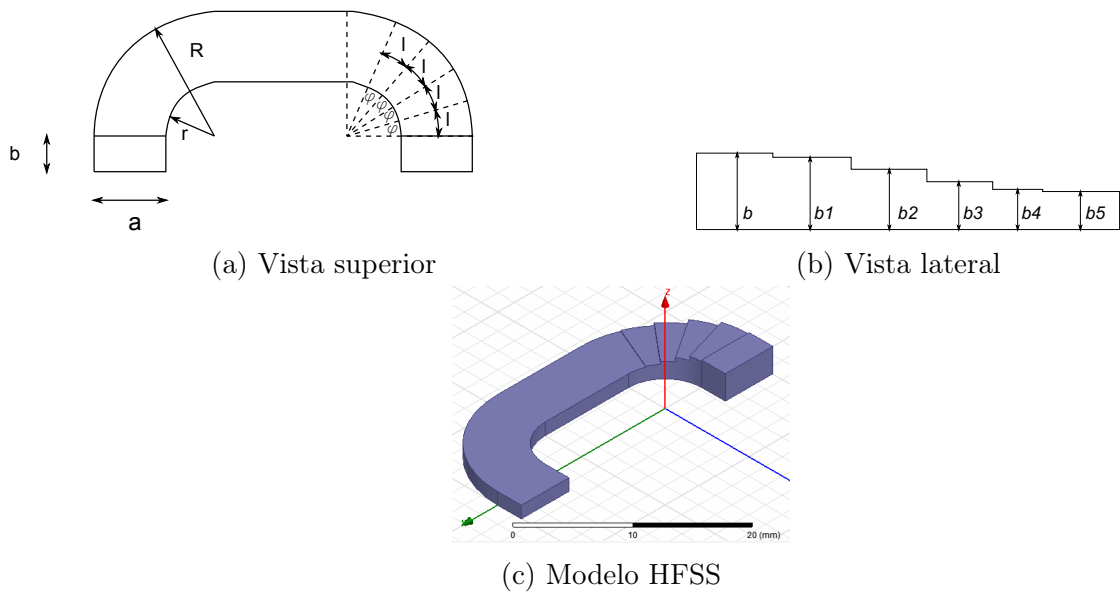 R
l
l
l
l
φ
φ
φ
φ
r
b
a
(a) Vista superior
b
b1
b2
b3
b4
b5
(b) Vista lateral
z
0
10
20 (mm)
(c) Modelo HFSS